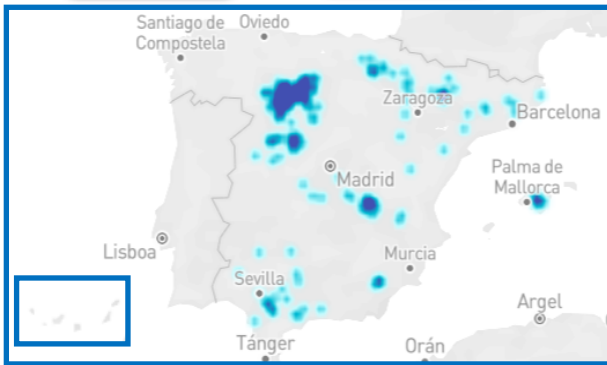 Santiago de
Compostela
Oviedo
Zaragoza
Barcelona
Madrid
Palma de
Mallorca
Lisboa
Murcia
Sevilla
Argel
Tánger
Orán